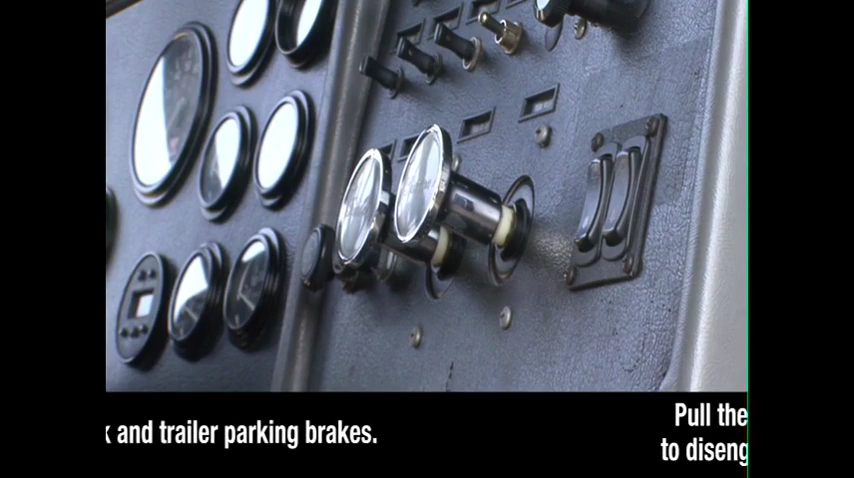 and trailer parking brakes.
Pull the
to diseng